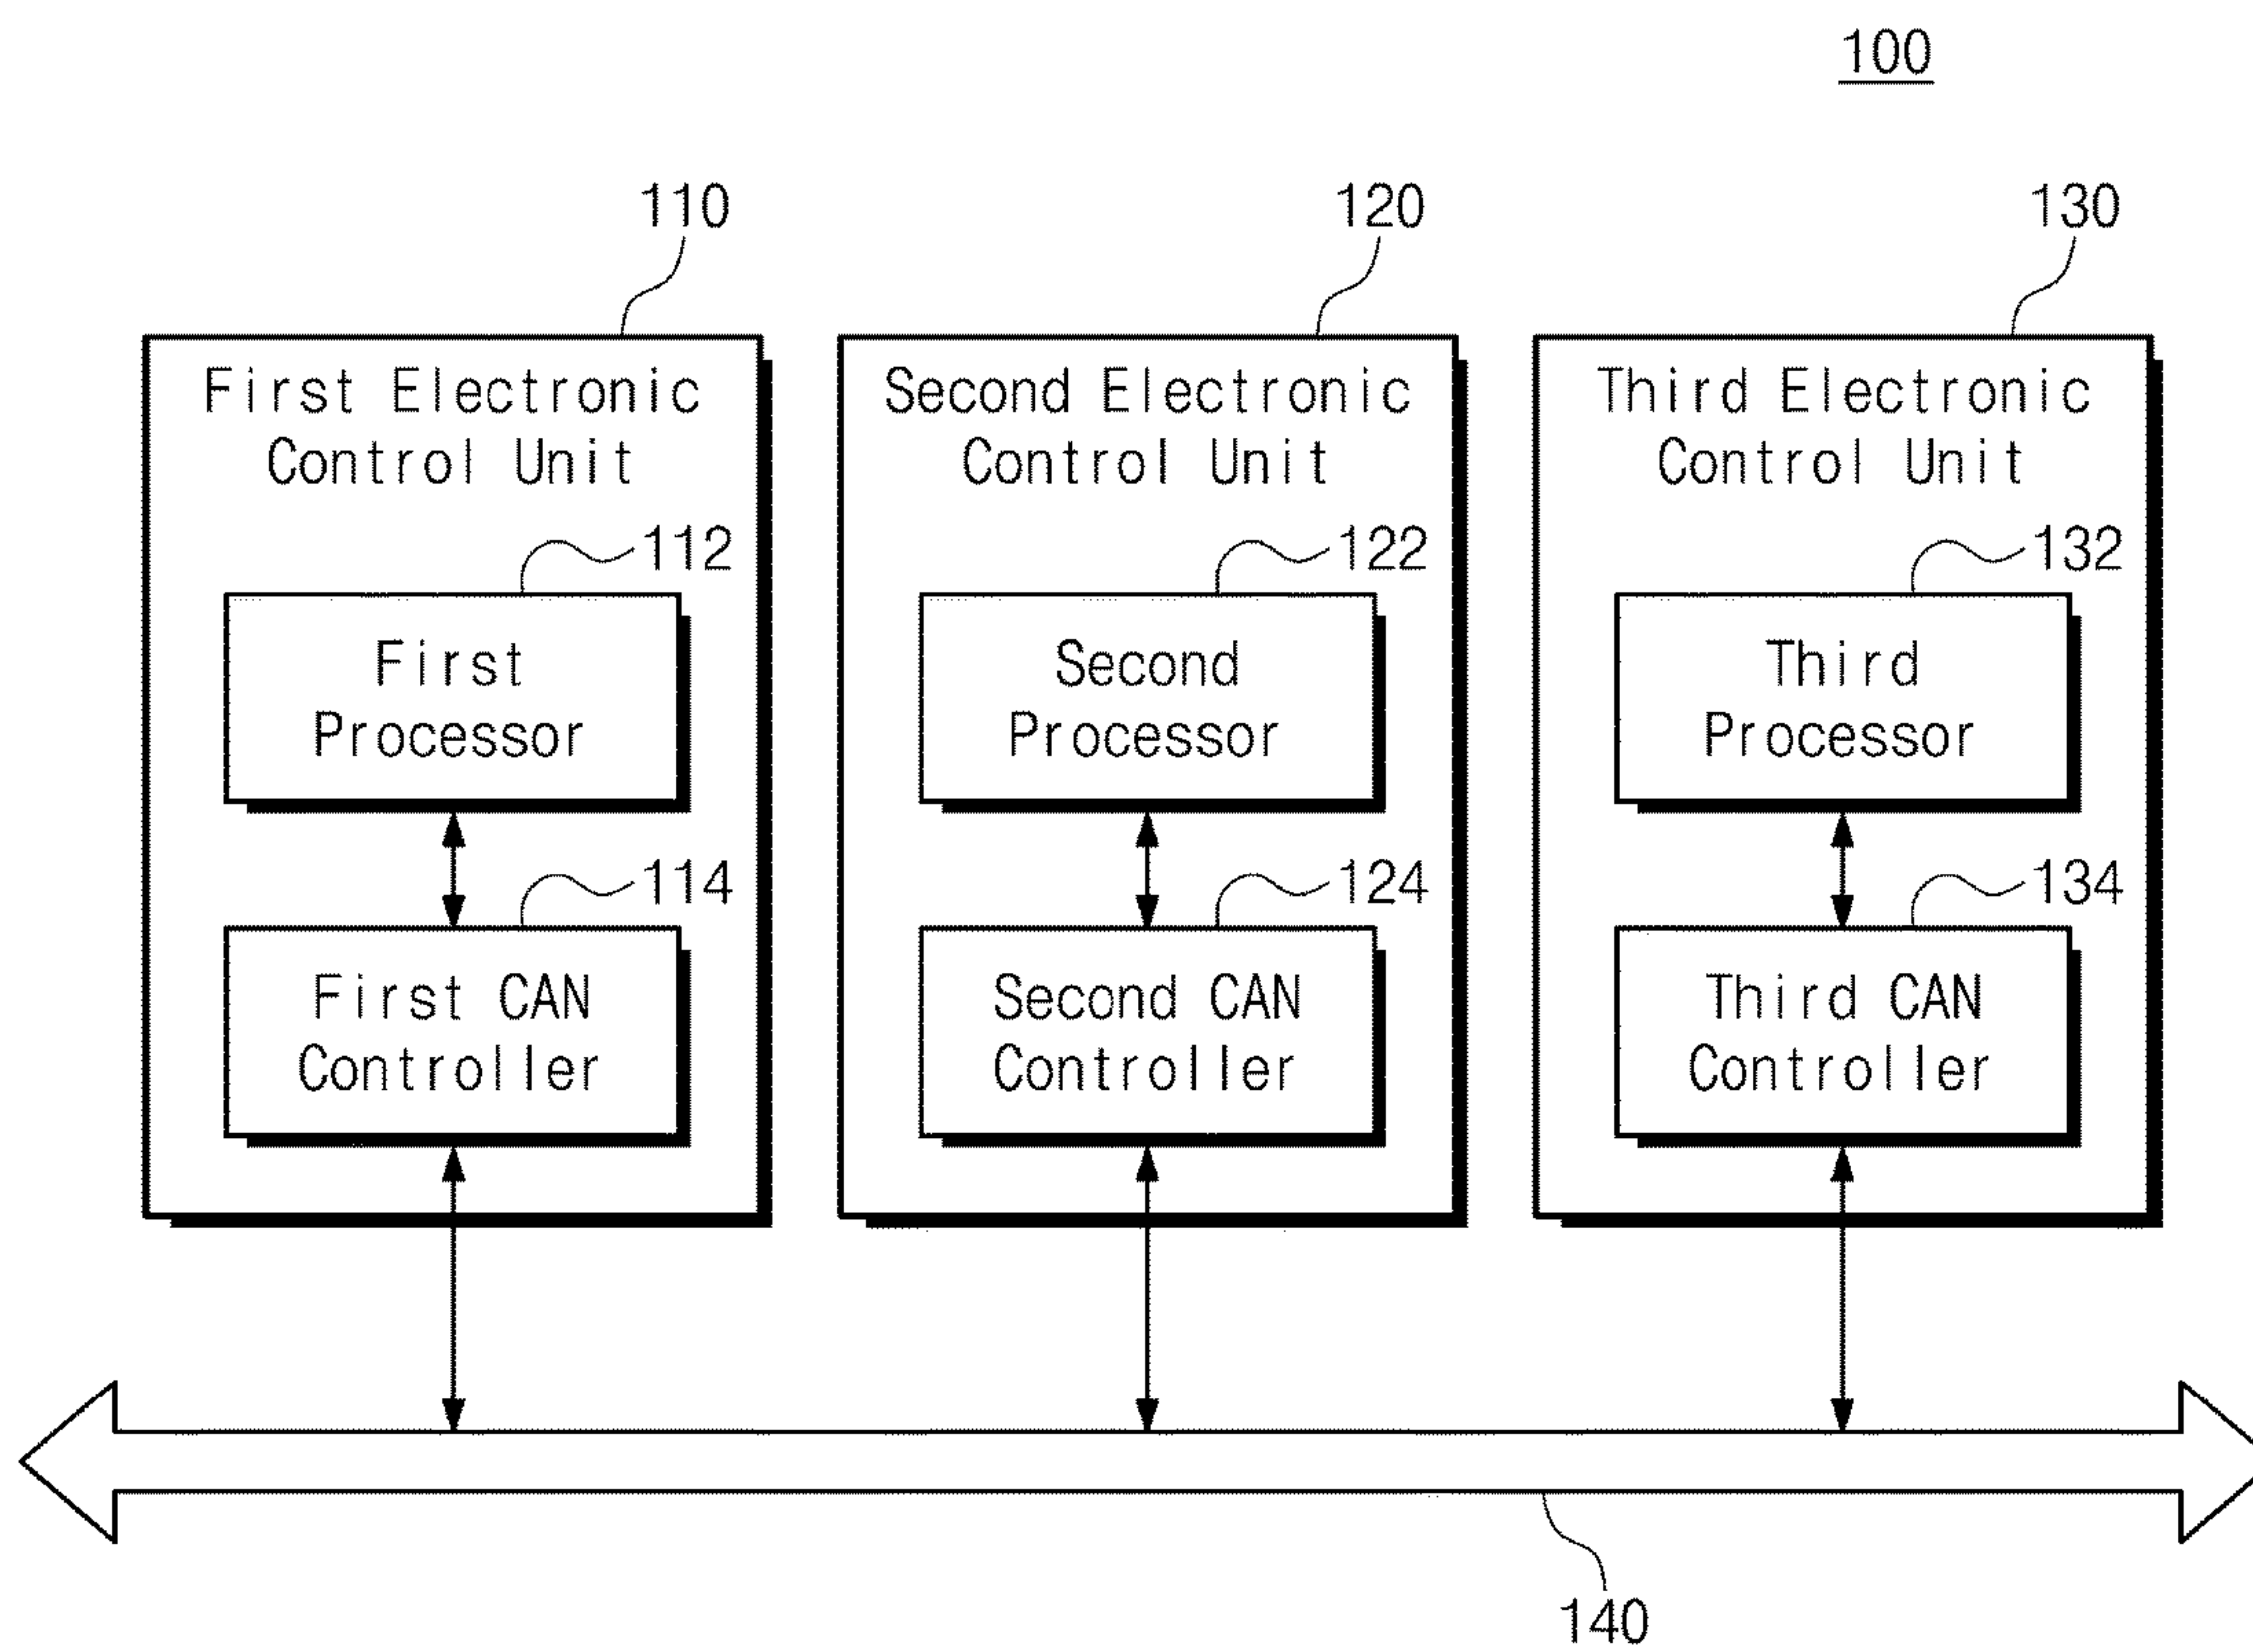 100
110
120
130
First Electronic
Control Unit
112
First
Processor
114
First CAN
Controller
Second Electronic
Control Unit
122
Second
Processor
124
Second CAN
Controller
Third Electronic
Control Unit
132
Third
Processor
134
Third CAN
Controller
140